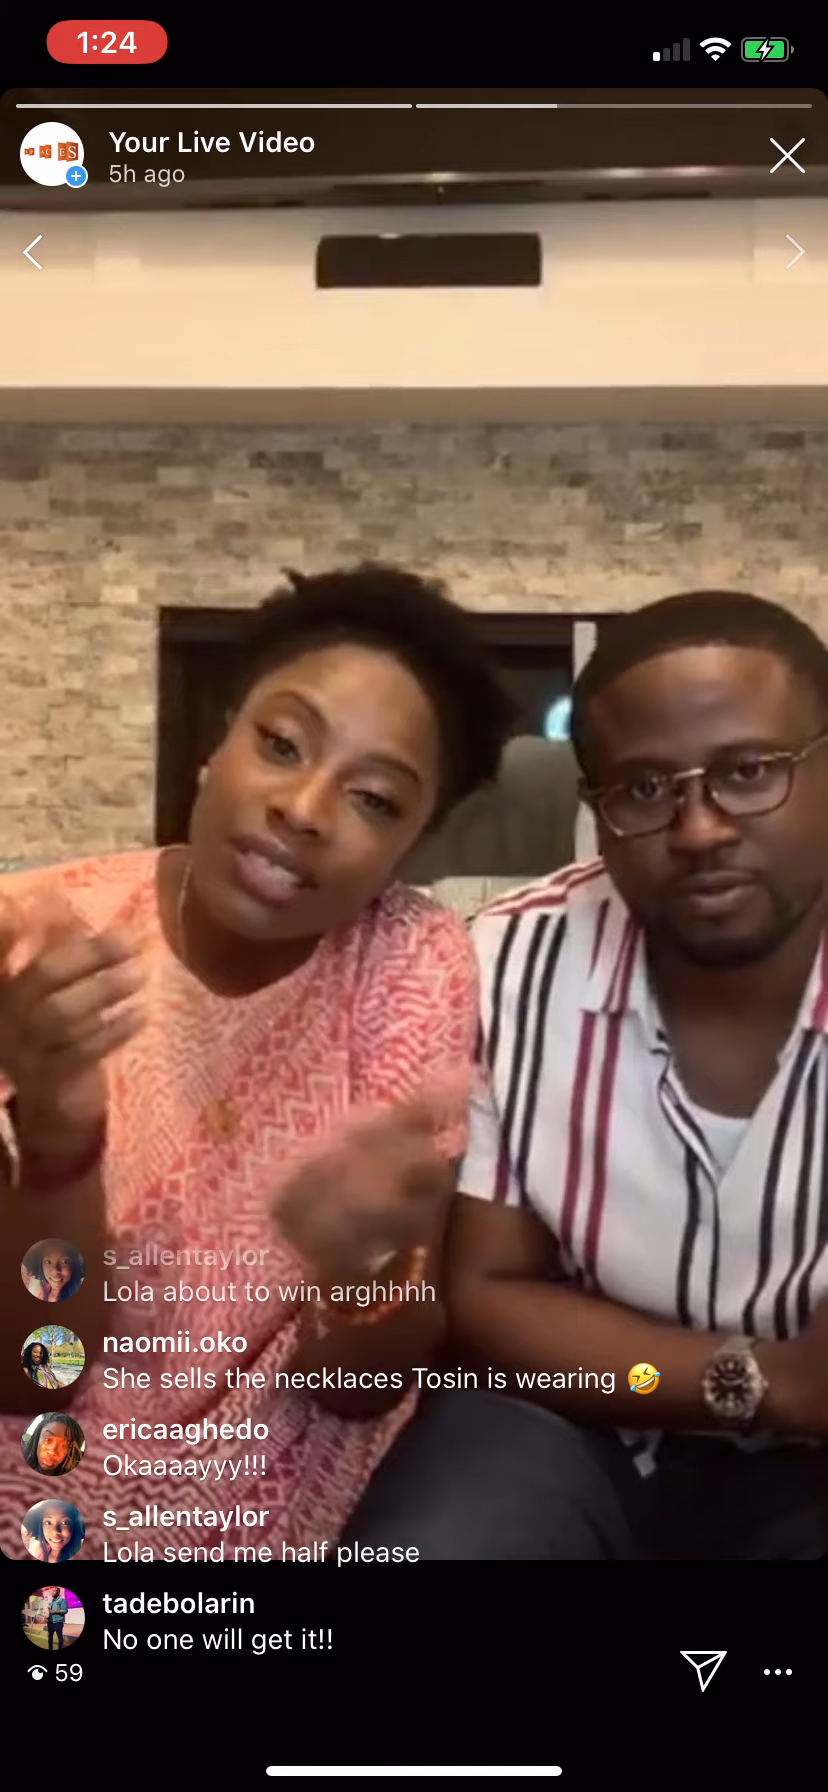 1:24
Your Live Video
5h ago
s_allentaylor
Lola about to win arghhhh
naomii.oko
She sells the necklaces Tosin is wearing 🤣
ericaaghedo
Okaaaayyy!!!
s_allentaylor
Lola send me half please
tadebolarin
No one will get it!!
59